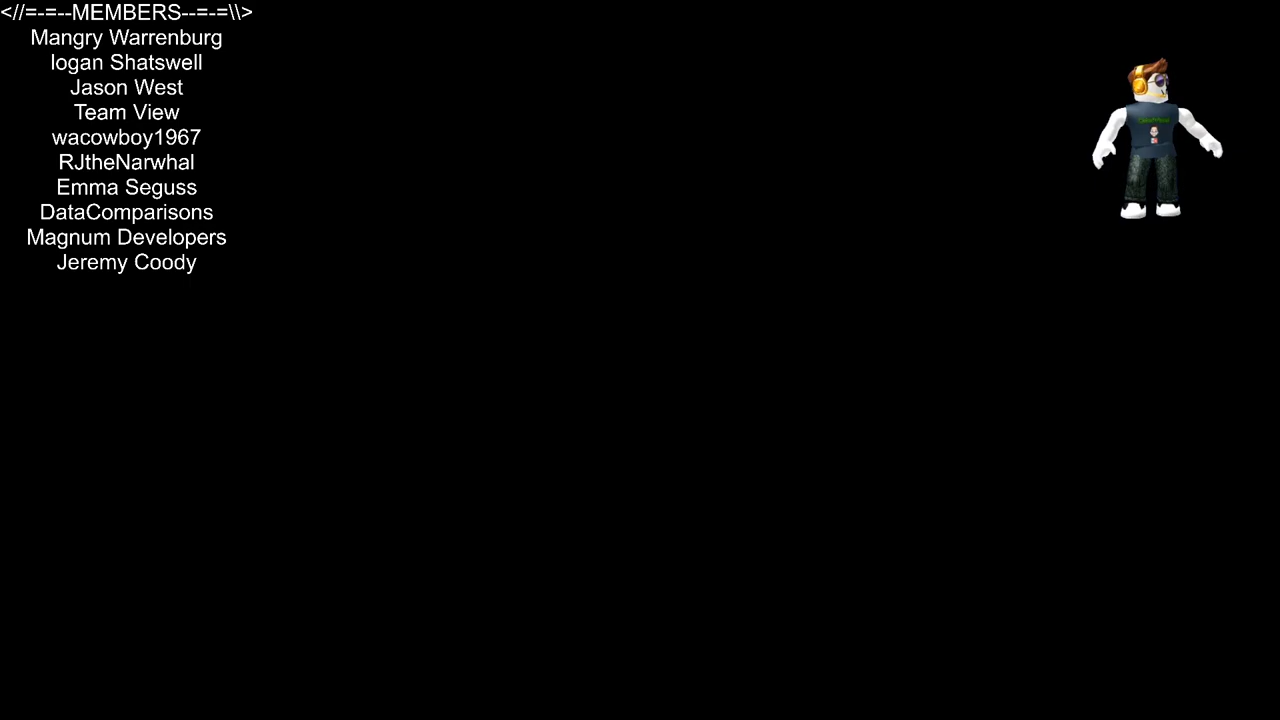 <//=-=--MEMBERS--=-=\\>
Mangry Warrenburg
logan Shatswell
Jason West
Team View
wacowboy1967
RJtheNarwhal
Emma Seguss
DataComparisons
Magnum Developers
Jeremy Coody